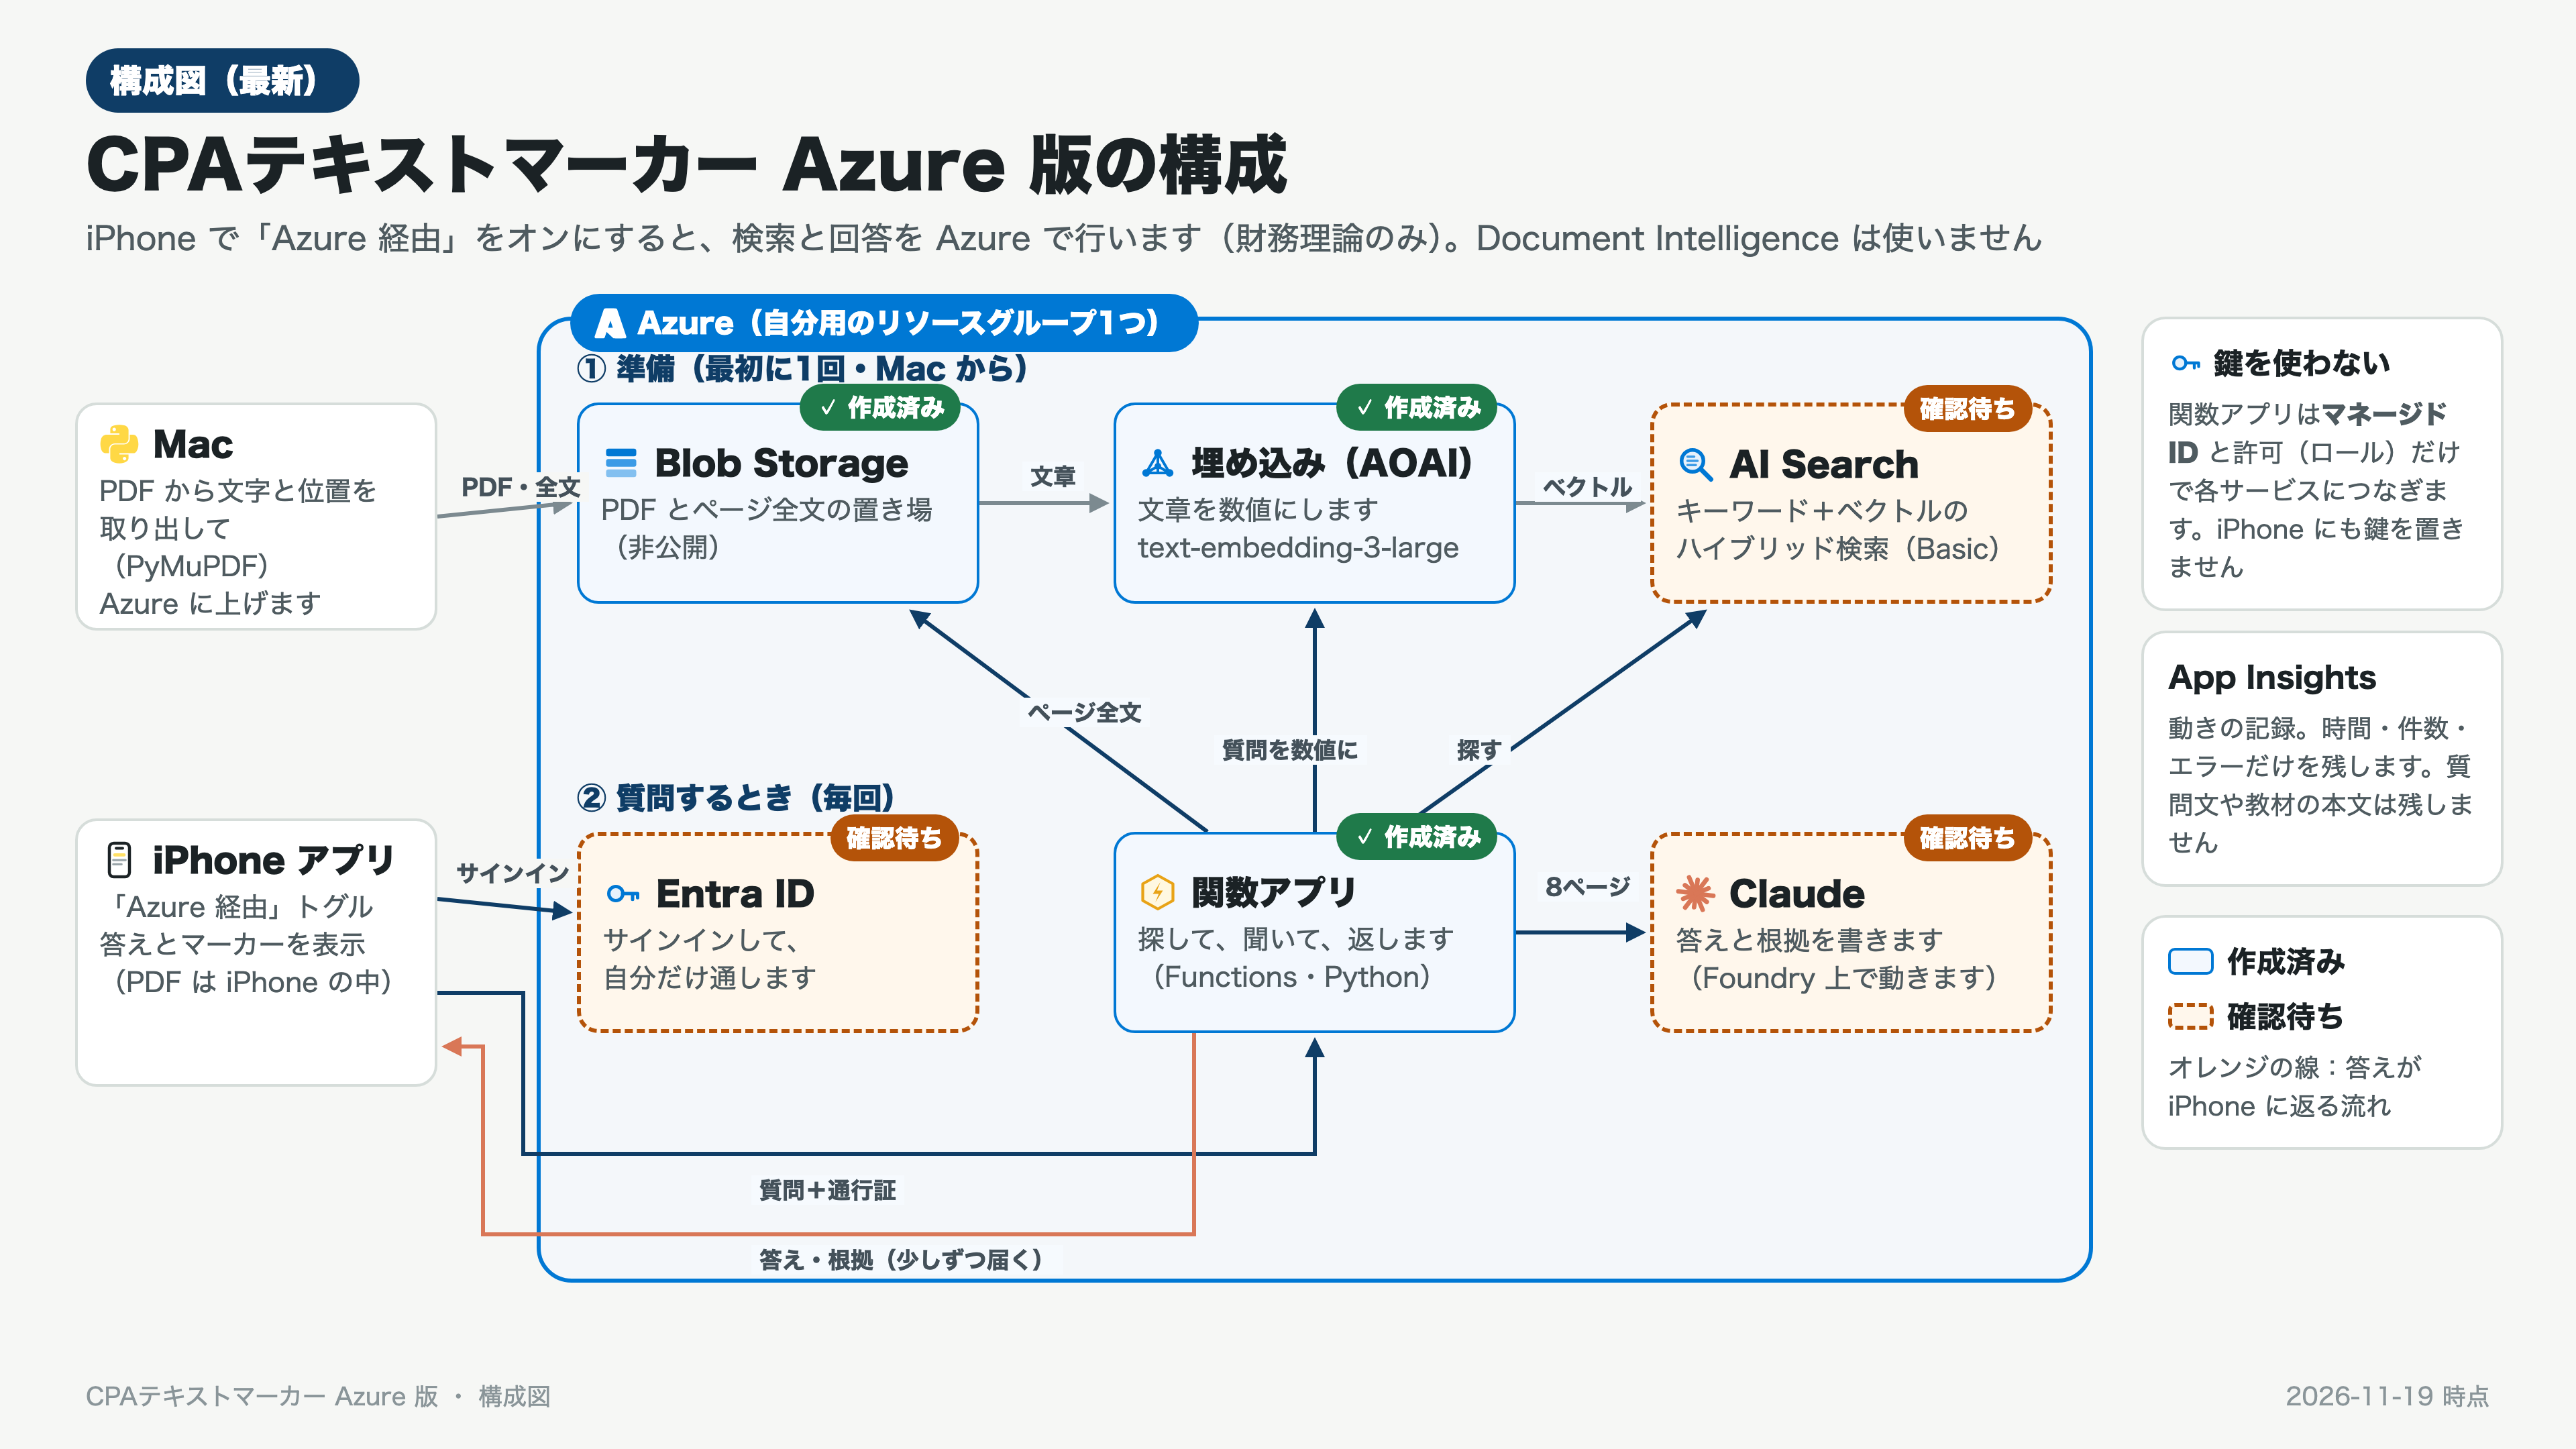 構成図（最新）
CPAテキストマーカー Azure 版の構成
iPhone で「Azure 経由」をオンにすると、検索と回答を Azure で行います（財務理論のみ）。Document Intelligence は使いません
Azure（自分用のリソースグループ1つ）
① 準備（最初に1回・Mac から）
Mac
PDF から文字と位置を
取り出して
（PyMuPDF）
Azure に上げます
PDF・全文
✓ 作成済み
Blob Storage
PDF とページ全文の置き場
（非公開）
文章
✓ 作成済み
埋め込み（AOAI）
文章を数値にします
text-embedding-3-large
ベクトル
確認待ち
AI Search
キーワード＋ベクトルの
ハイブリッド検索（Basic）
ページ全文
質問を数値に
探す
② 質問するとき（毎回）
iPhone アプリ
「Azure 経由」トグル
答えとマーカーを表示
（PDF は iPhone の中）
サインイン
確認待ち
Entra ID
サインインして、
自分だけ通します
✓ 作成済み
関数アプリ
探して、聞いて、返します
（Functions・Python）
8ページ
確認待ち
Claude
答えと根拠を書きます
（Foundry 上で動きます）
質問＋通行証
答え・根拠（少しずつ届く）
鍵を使わない
関数アプリはマネージド
ID と許可（ロール）だけ
で各サービスにつなぎま
す。iPhone にも鍵を置き
ません
App Insights
動きの記録。時間・件数・
エラーだけを残します。質
問文や教材の本文は残しま
せん
作成済み
確認待ち
オレンジの線：答えが
iPhone に返る流れ
CPAテキストマーカー Azure 版 ・ 構成図
2026-11-19 時点